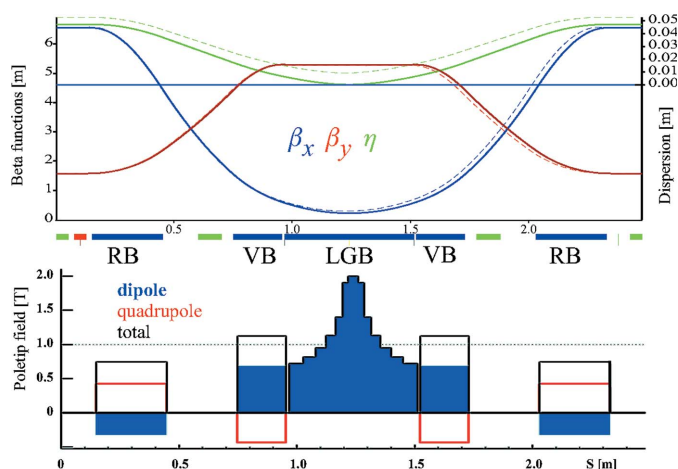 Beta functions [m]
6
5
4
3
2
1
0
0.05
0.04
0.03
0.02
0.01
0.00
Dispersion [m]
βx βy η
0.5 1.0 1.5 2.0
RB VB LGB VB RB
Poletip field [T]
2.0
1.5
1.0
0.5
0
dipole
quadrupole
total
0 0.5 1.0 1.5 2.0 S [m]